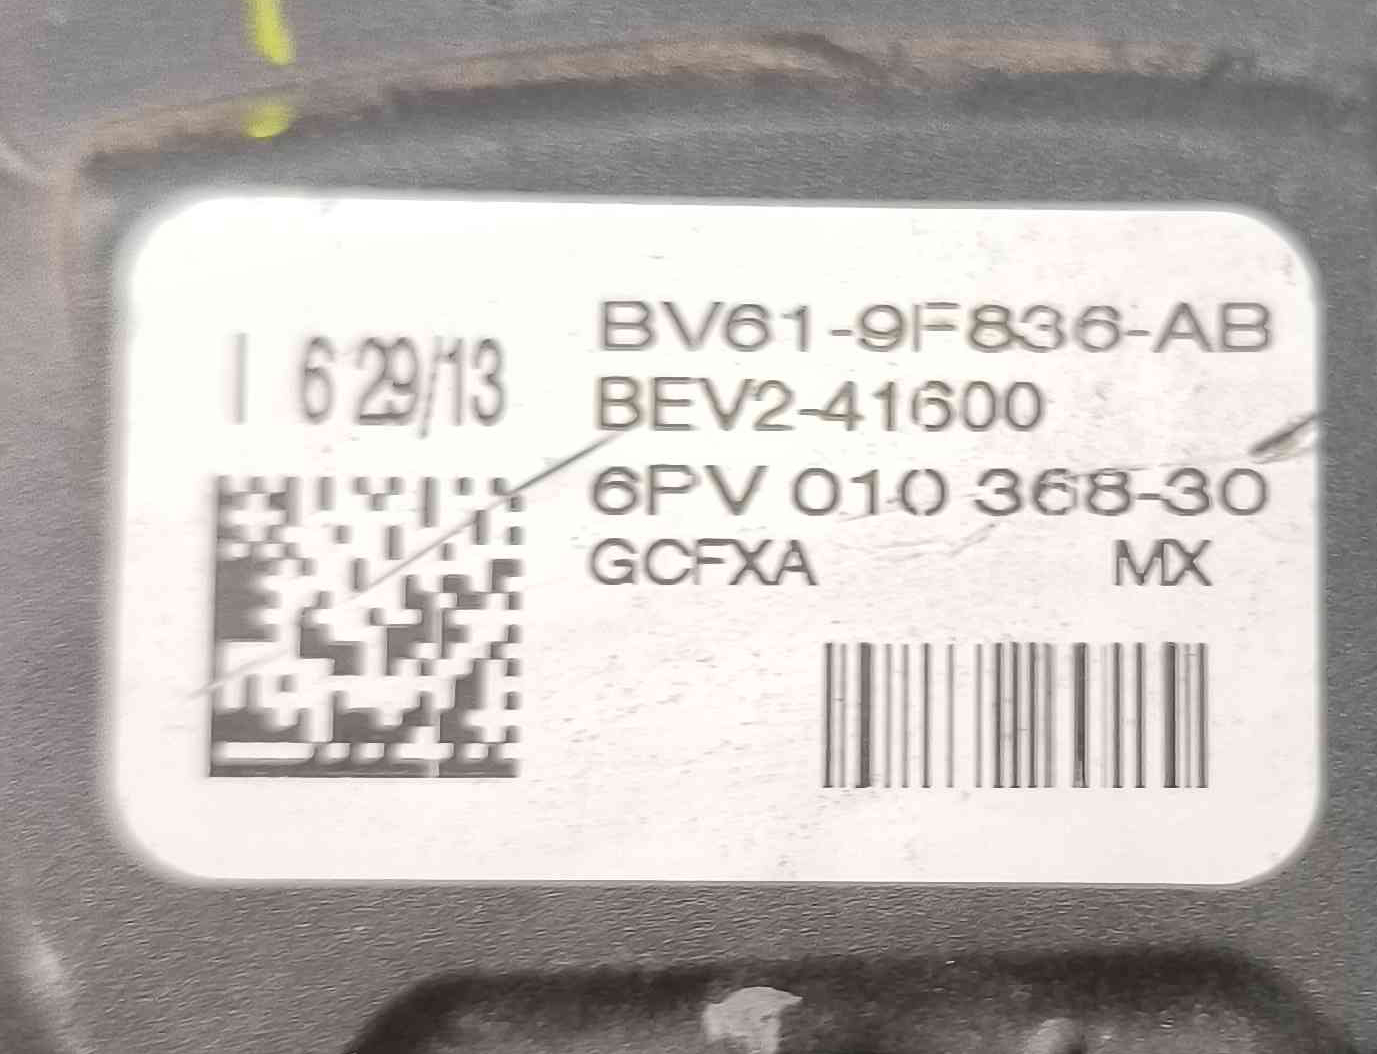 BV61-9F836-AB
I 6 29/13
BEV2-41600
6PV 010 368-30
GCFXA MX